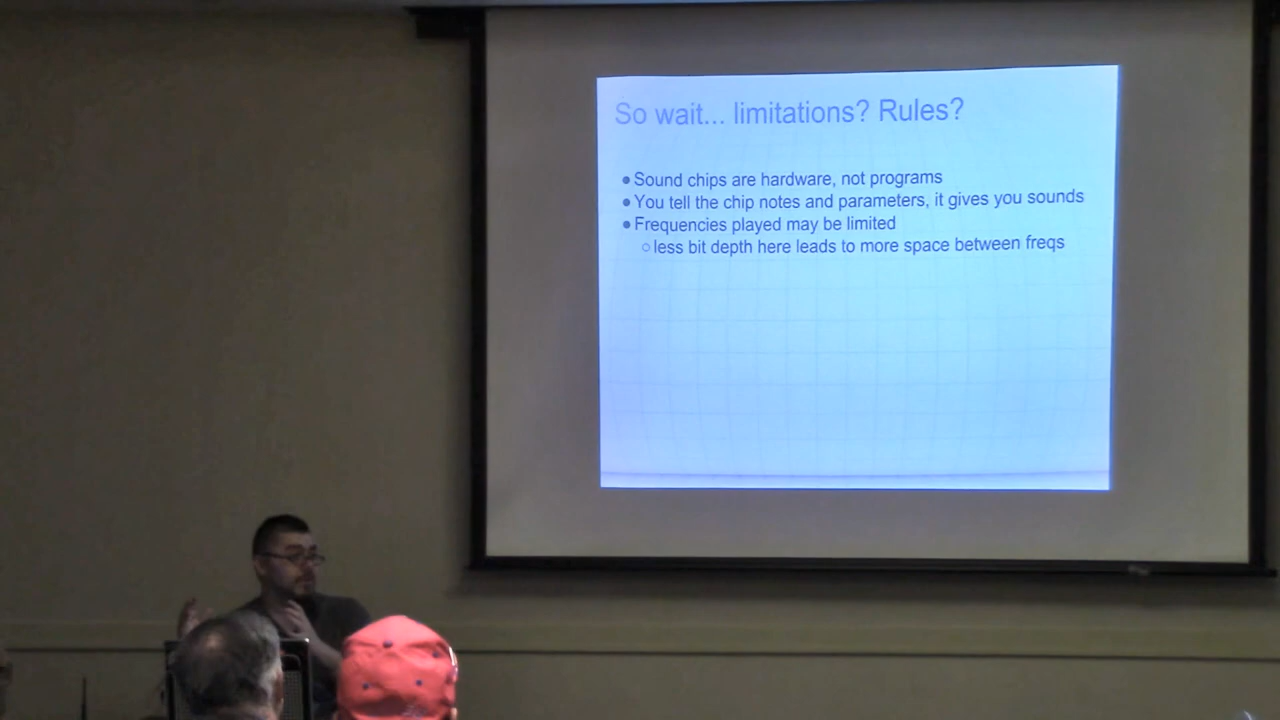 So wait... limitations? Rules?
● Sound chips are hardware, not programs
● You tell the chip notes and parameters, it gives you sounds
● Frequencies played may be limited
○ less bit depth here leads to more space between freqs